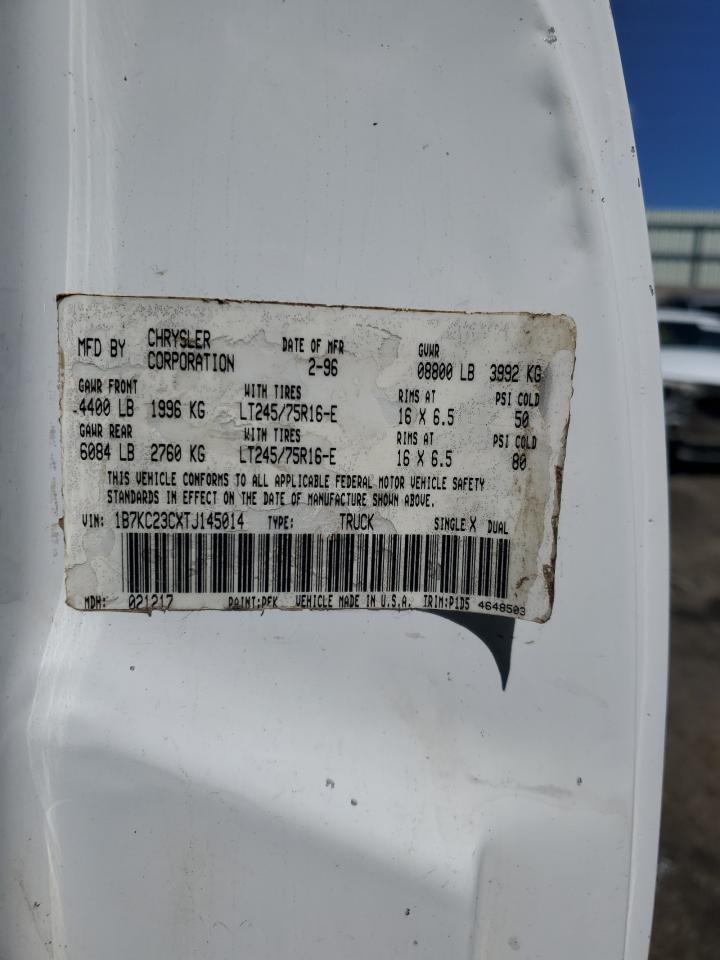 MFD BY CHRYSLER CORPORATION DATE OF MFR 2-96 GVWR 08800 LB 3992 KG
GAWR FRONT WITH TIRES RIMS AT PSI COLD
4400 LB 1996 KG LT245/75R16-E 16 X 6.5 50
GAWR REAR WITH TIRES RIMS AT PSI COLD
6084 LB 2760 KG LT245/75R16-E 16 X 6.5 80
THIS VEHICLE CONFORMS TO ALL APPLICABLE FEDERAL MOTOR VEHICLE SAFETY
STANDARDS IN EFFECT ON THE DATE OF MANUFACTURE SHOWN ABOVE.
VIN: 1B7KC23CXTJ145014 TYPE: TRUCK SINGLE X DUAL
MDH: 021217 PAINT:PFK VEHICLE MADE IN U.S.A. TRIM:P1D5 4648503